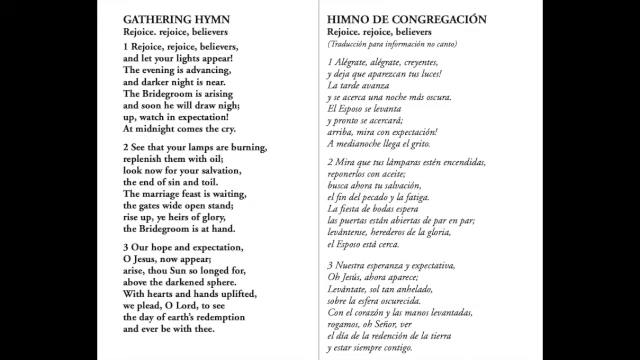 GATHERING HYMN
Rejoice. rejoice, believers
1 Rejoice, rejoice, believers,
and let your lights appear!
The evening is advancing,
and darker night is near.
The Bridegroom is arising
and soon he will draw nigh;
up, watch in expectation!
At midnight comes the cry.
2 See that your lamps are burning,
replenish them with oil;
look now for your salvation,
the end of sin and toil.
The marriage feast is waiting,
the gates wide open stand;
rise up, ye heirs of glory,
the Bridegroom is at hand.
3 Our hope and expectation,
O Jesus, now appear;
arise, thou Sun so longed for,
above the darkened sphere.
With hearts and hands uplifted,
we plead, O Lord, to see
the day of earth's redemption
and ever be with thee.
HIMNO DE CONGREGACIÓN
Rejoice. rejoice, believers
(Traducción para información no canto)
1 Alégrate, alégrate, creyentes,
y deja que aparezcan tus luces!
La tarde avanza
y se acerca una noche más oscura.
El Esposo se levanta
y pronto se acercará;
arriba, mira con expectación!
A medianoche llega el grito.
2 Mira que tus lámparas estén encendidas,
reponerlos con aceite;
busca ahora tu salvación,
el fin del pecado y la fatiga.
La fiesta de bodas espera
las puertas están abiertas de par en par;
levántense, herederos de la gloria,
el Esposo está cerca.
3 Nuestra esperanza y expectativa,
Oh Jesús, ahora aparece;
Levántate, sol tan anhelado,
sobre la esfera oscurecida.
Con el corazón y las manos levantadas,
rogamos, oh Señor, ver
el día de la redención de la tierra
y estar siempre contigo.